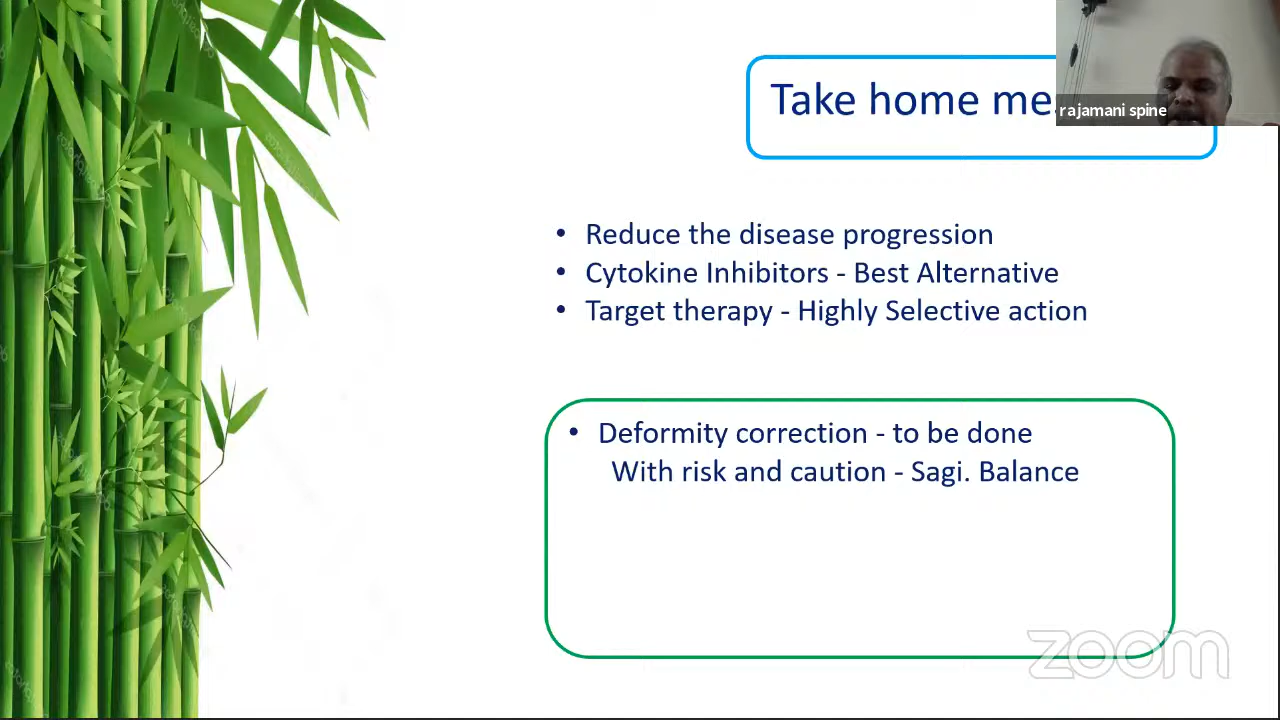 Take home me
rajamani spine
• Reduce the disease progression
• Cytokine Inhibitors - Best Alternative
• Target therapy - Highly Selective action
• Deformity correction - to be done
With risk and caution - Sagi. Balance
zoom